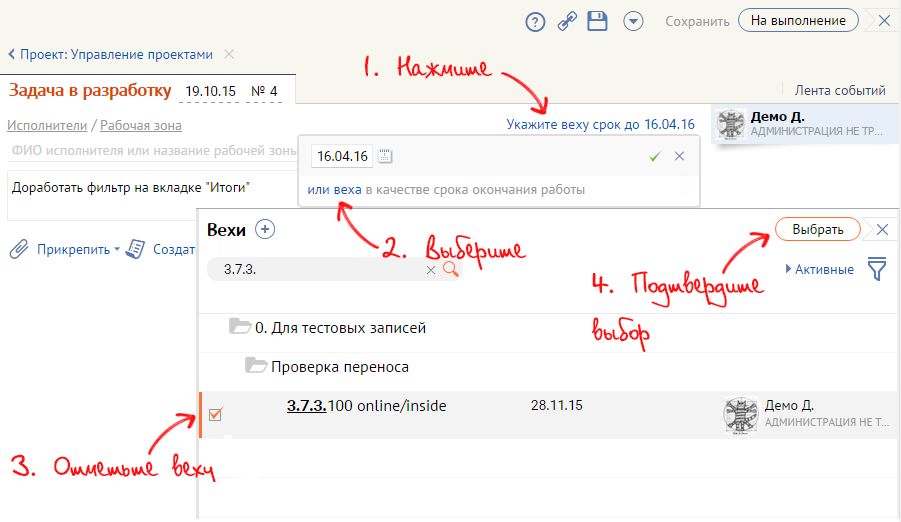 Сохранить На выполнение
Проект: Управление проектами
1. Нажмите
Задача в разработку 19.10.15 № 4
Лента событий
Исполнители / Рабочая зона
Укажите веху срок до 16.04.16
Демо Д.
АДМИНИСТРАЦИЯ НЕ ТР...
ФИО исполнителя или название рабочей зоны
16.04.16
Доработать фильтр на вкладке "Итоги"
или веха в качестве срока окончания работы
Прикрепить Создат
Вехи
2. Выберите
Выбрать
3.7.3.
Активные
4. Подтвердите
выбор
0. Для тестовых записей
Проверка переноса
3.7.3.100 online/inside 28.11.15
Демо Д.
АДМИНИСТРАЦИЯ НЕ Т...
3. Отметьте веху